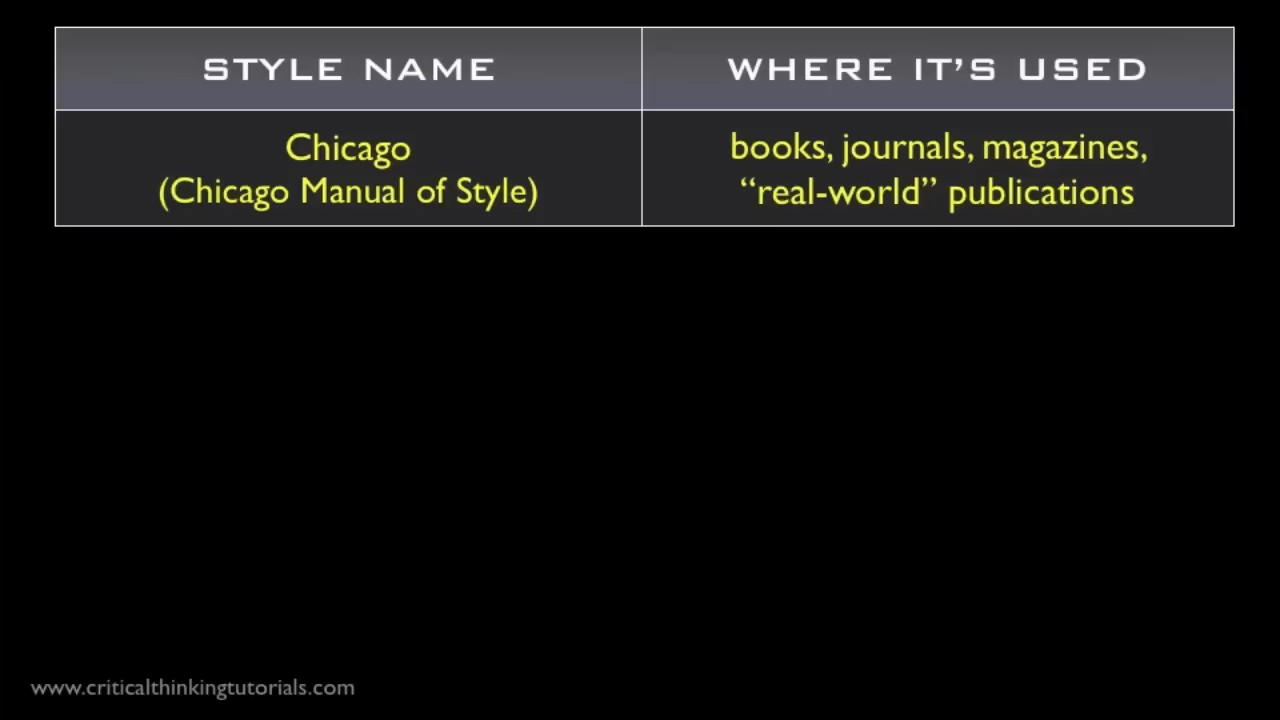 STYLE NAME
WHERE IT’S USED
Chicago
(Chicago Manual of Style)
books, journals, magazines,
“real-world” publications
www.criticalthinkingtutorials.com